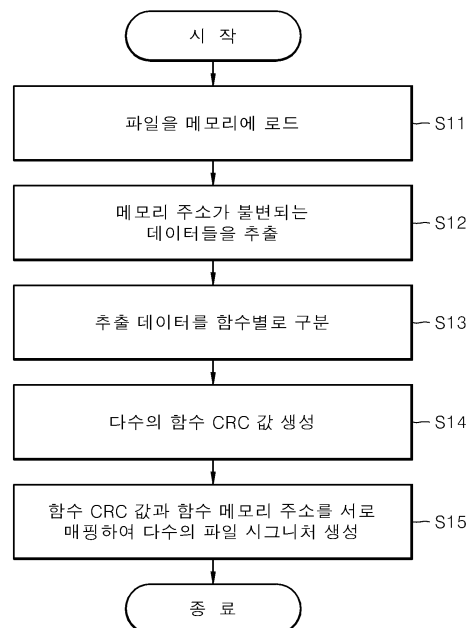 시 작
파일을 메모리에 로드
S11
메모리 주소가 불변되는
데이터들을 추출
S12
추출 데이터를 함수별로 구분
S13
다수의 함수 CRC 값 생성
S14
함수 CRC 값과 함수 메모리 주소를 서로
매핑하여 다수의 파일 시그니처 생성
S15
종 료